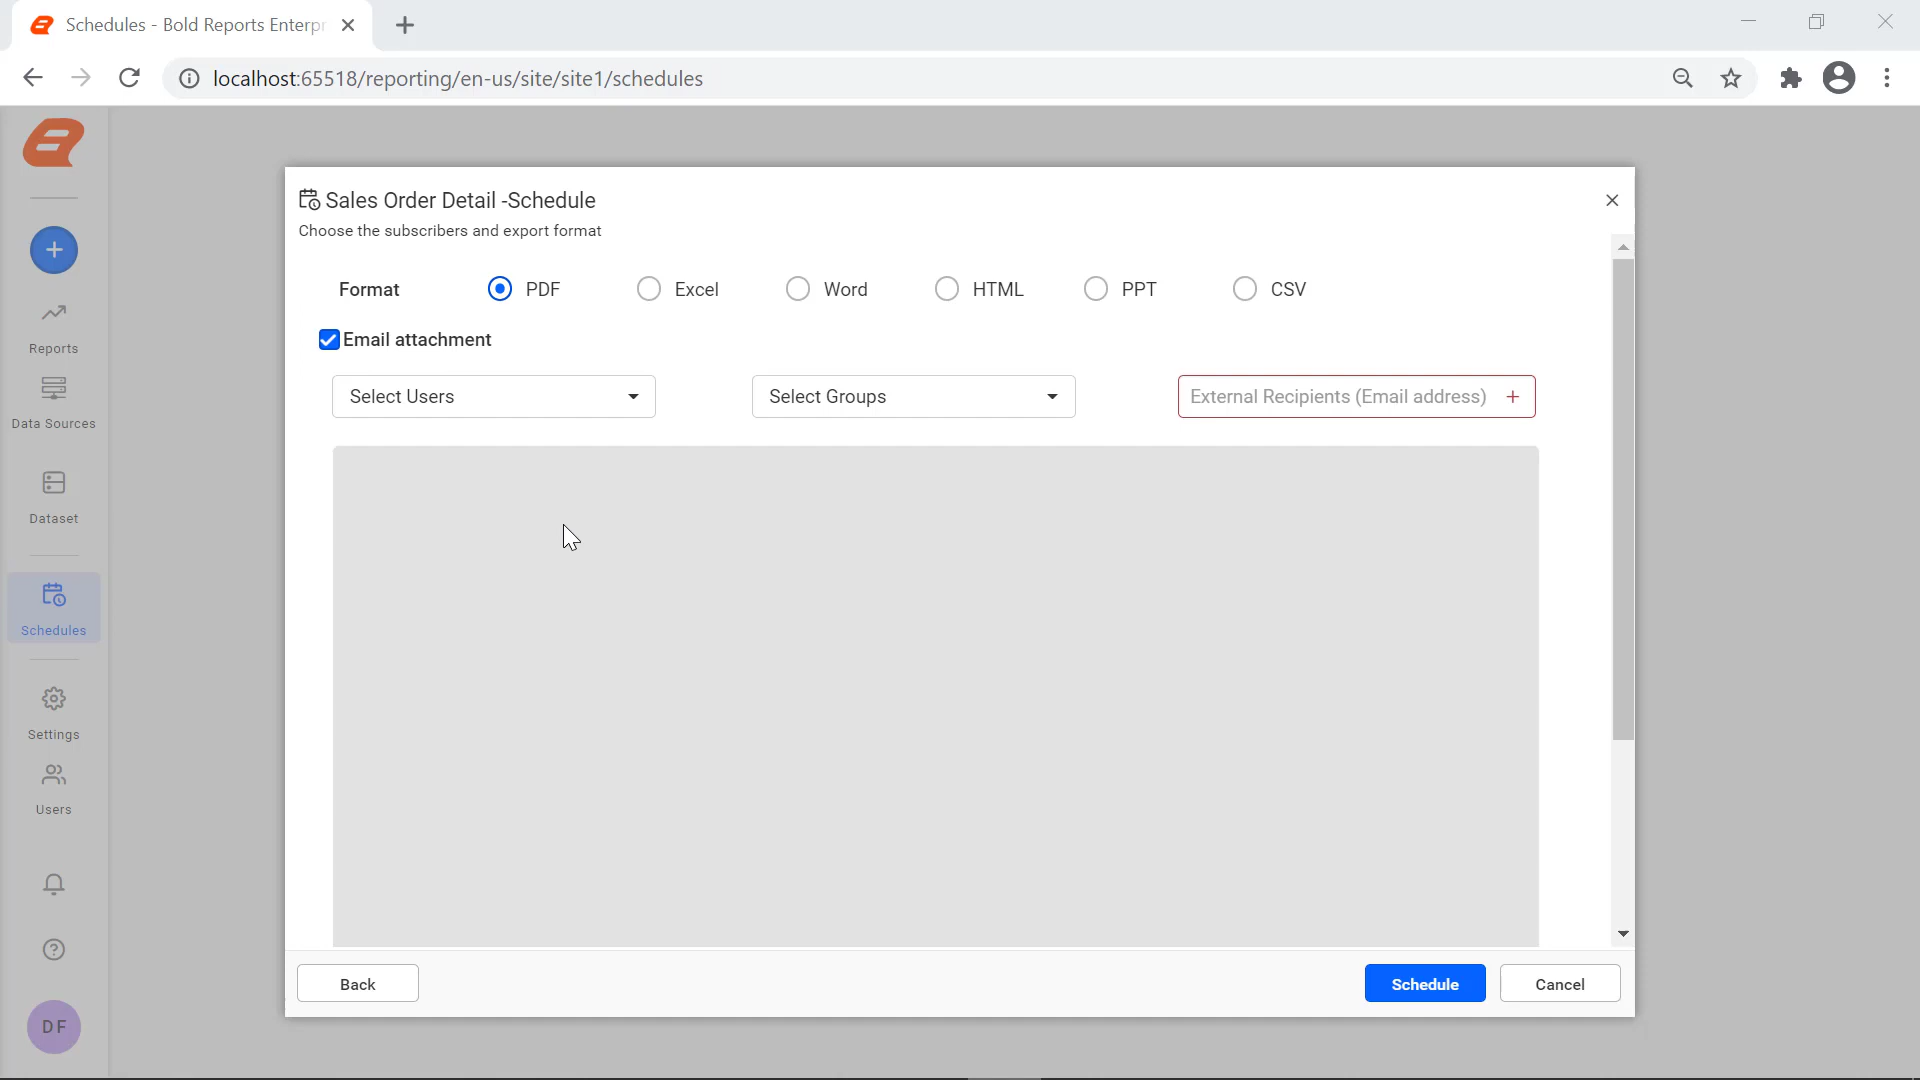 Schedules - Bold Reports Enterpr
localhost:65518/reporting/en-us/site/site1/schedules
Sales Order Detail -Schedule
Choose the subscribers and export format
Format PDF Excel Word HTML PPT CSV
Email attachment
Select Users Select Groups External Recipients (Email address) +
Back Schedule Cancel
Reports
Data Sources
Dataset
Schedules
Settings
Users
DF